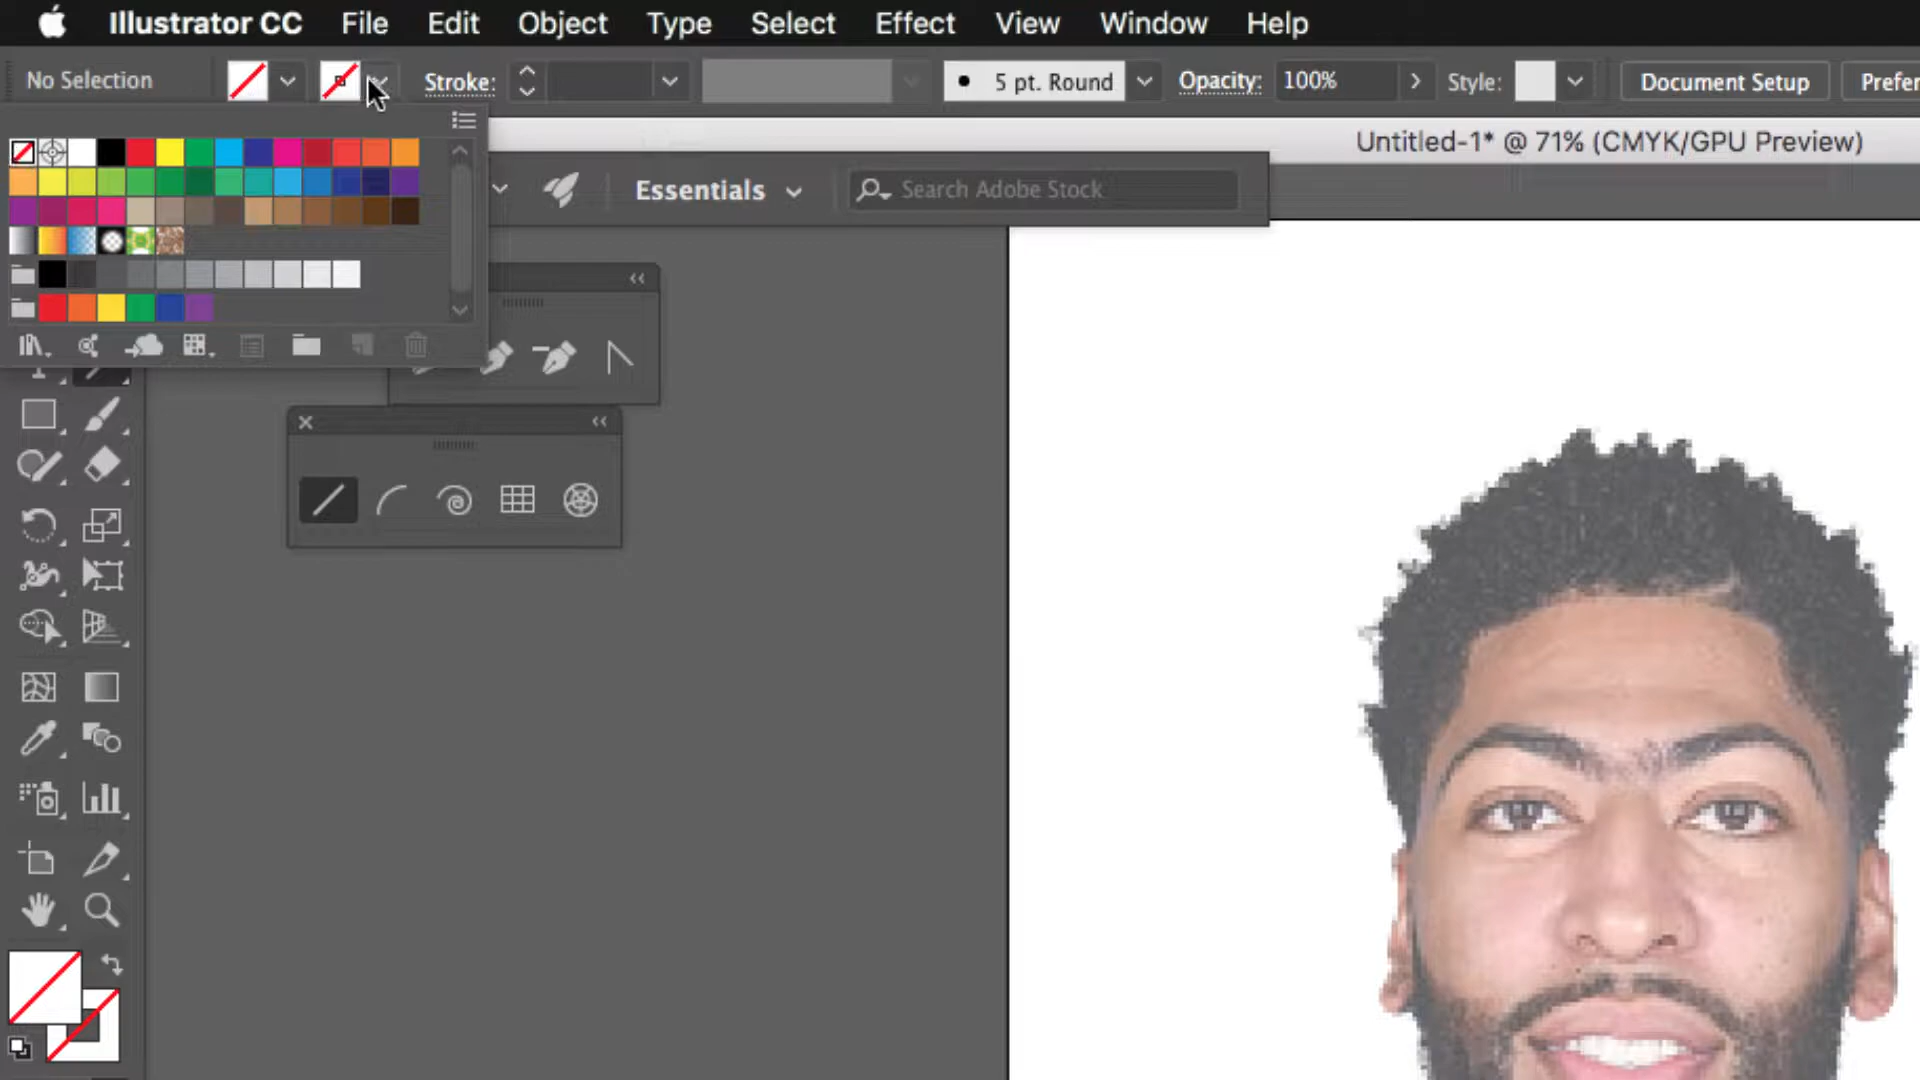 Illustrator CC File Edit Object Type Select Effect View Window Help
No Selection Stroke: 5 pt. Round Opacity: 100% Style: Document Setup Prefer
Untitled-1* @ 71% (CMYK/GPU Preview)
Essentials Search Adobe Stock